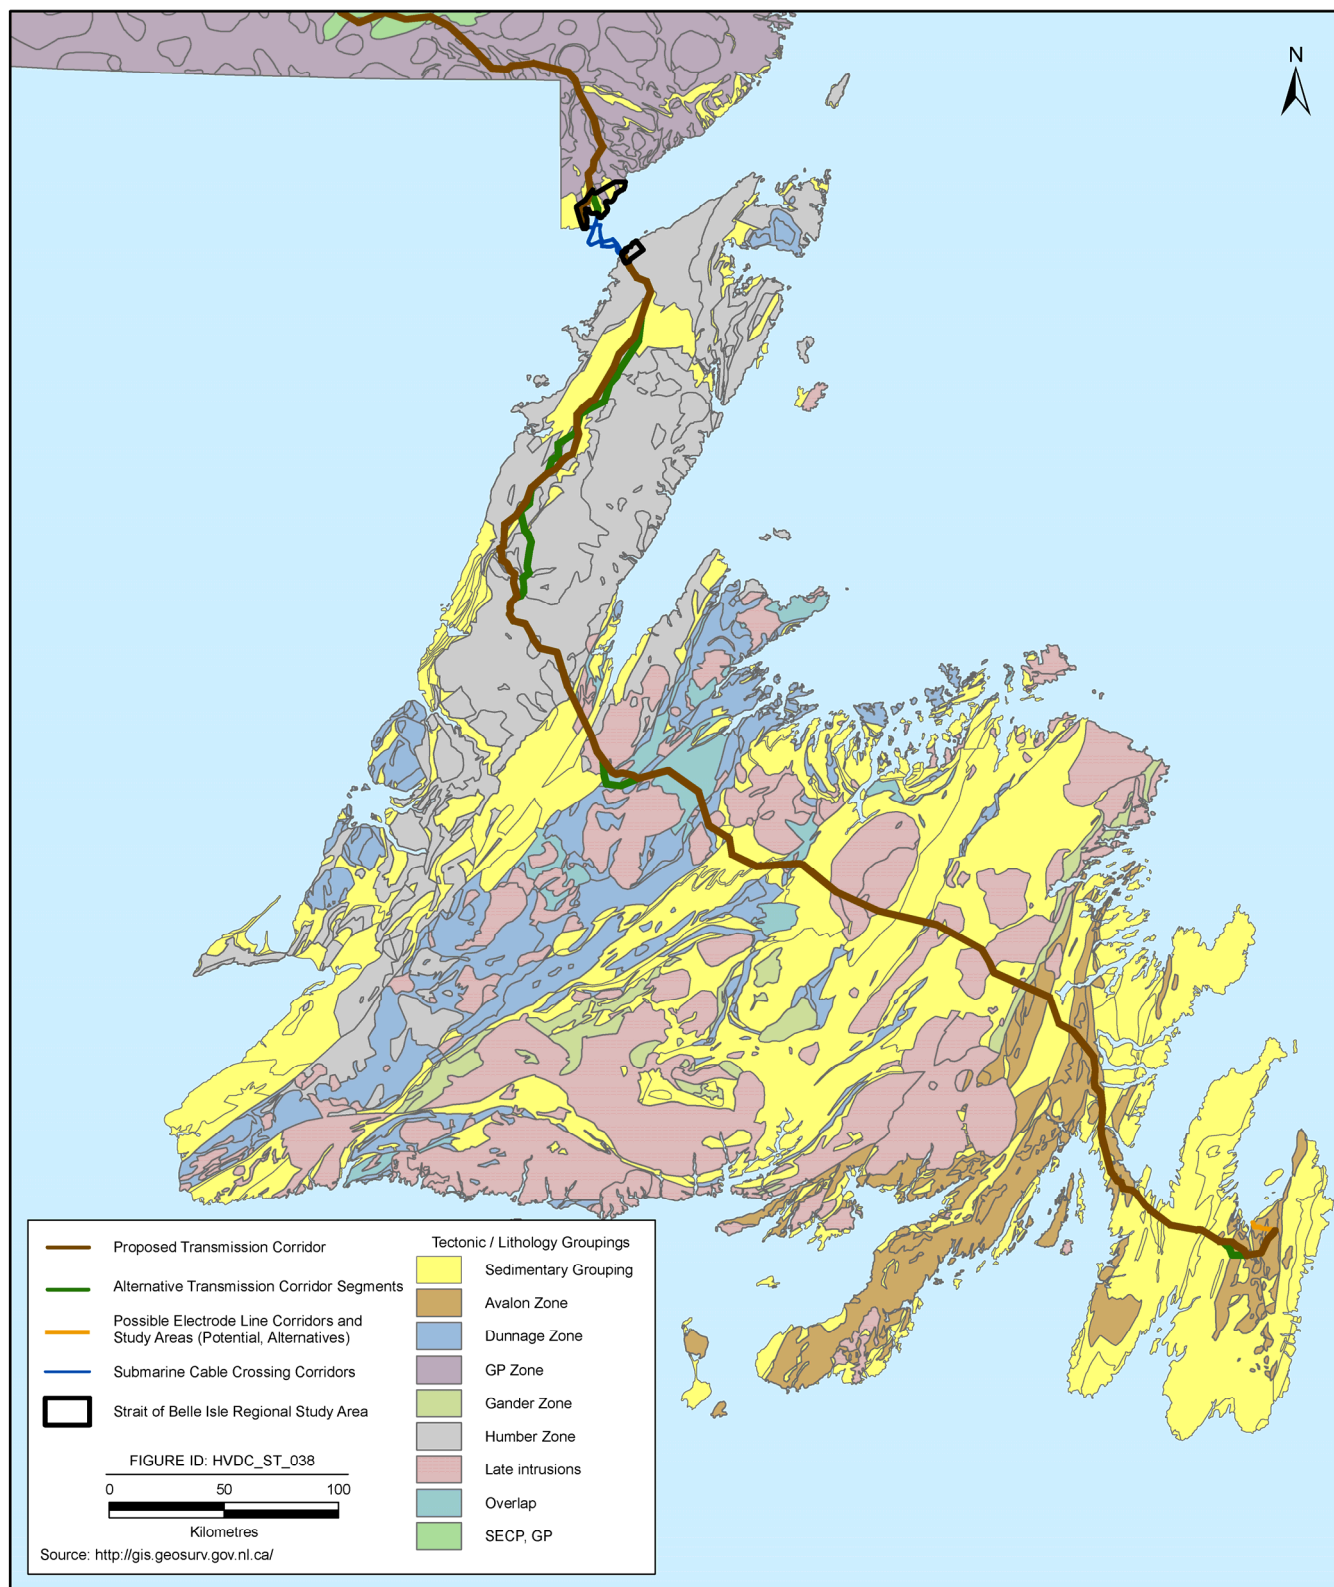 N
Proposed Transmission Corridor
Alternative Transmission Corridor Segments
Possible Electrode Line Corridors and
Study Areas (Potential, Alternatives)
Submarine Cable Crossing Corridors
Strait of Belle Isle Regional Study Area
FIGURE ID: HVDC_ST_038
0 50 100
Kilometres
Source: http://gis.geosurv.gov.nl.ca/
Tectonic / Lithology Groupings
Sedimentary Grouping
Avalon Zone
Dunnage Zone
GP Zone
Gander Zone
Humber Zone
Late intrusions
Overlap
SECP, GP